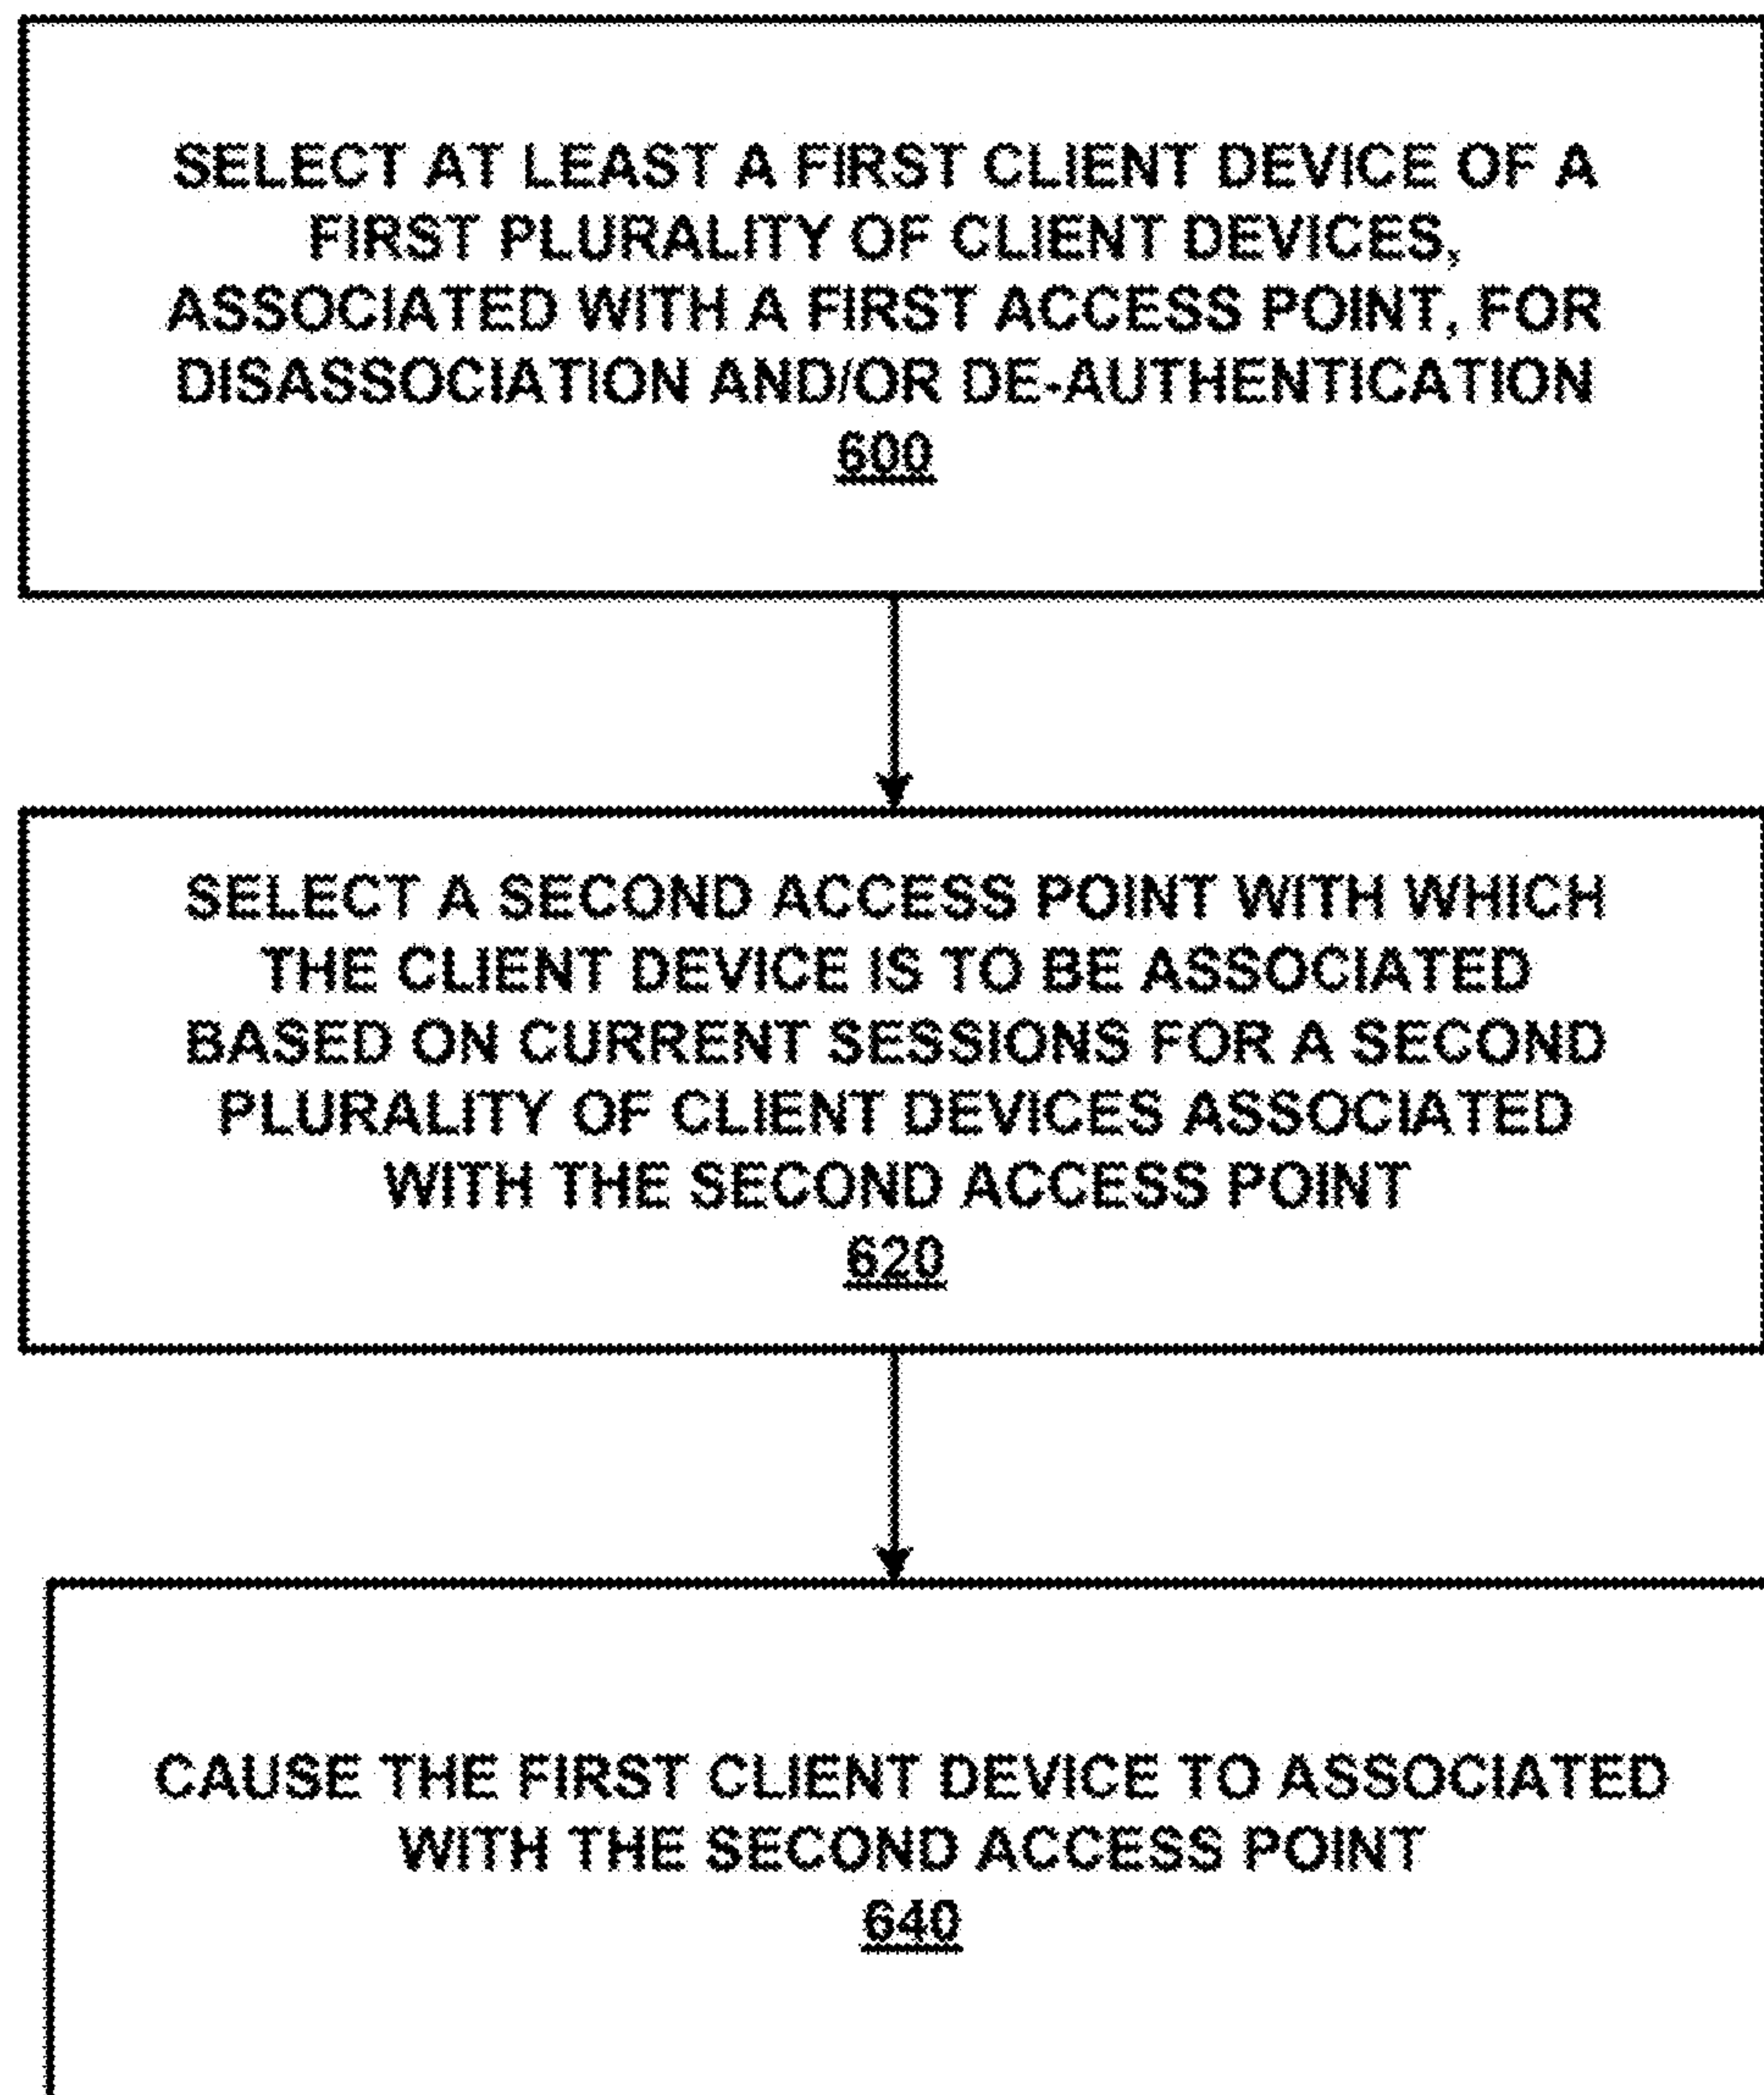 SELECT AT LEAST A FIRST CLIENT DEVICE OF A
FIRST PLURALITY OF CLIENT DEVICES,
ASSOCIATED WITH A FIRST ACCESS POINT, FOR
DISASSOCIATION AND/OR DE-AUTHENTICATION
600
SELECT A SECOND ACCESS POINT WITH WHICH
THE CLIENT DEVICE IS TO BE ASSOCIATED
BASED ON CURRENT SESSIONS FOR A SECOND
PLURALITY OF CLIENT DEVICES ASSOCIATED
WITH THE SECOND ACCESS POINT
620
CAUSE THE FIRST CLIENT DEVICE TO ASSOCIATED
WITH THE SECOND ACCESS POINT
640